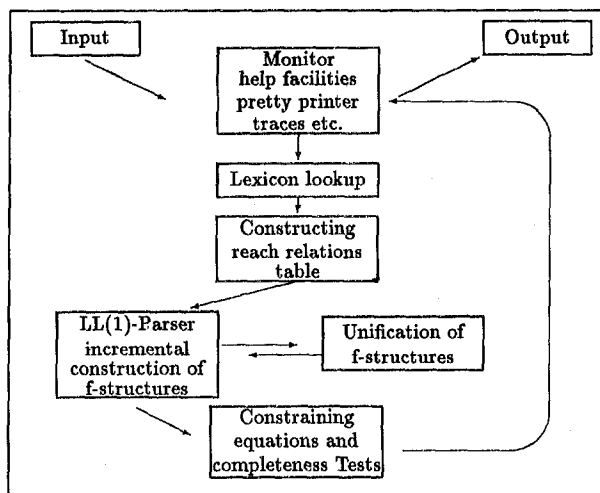 Input
Output
Monitor
help facilities
pretty printer
traces etc.
Lexicon lookup
Constructing
reach relations
table
LL(1)-Parser
incremental
construction of
f-structures
Unification of
f-structures
Constraining
equations and
completeness Tests